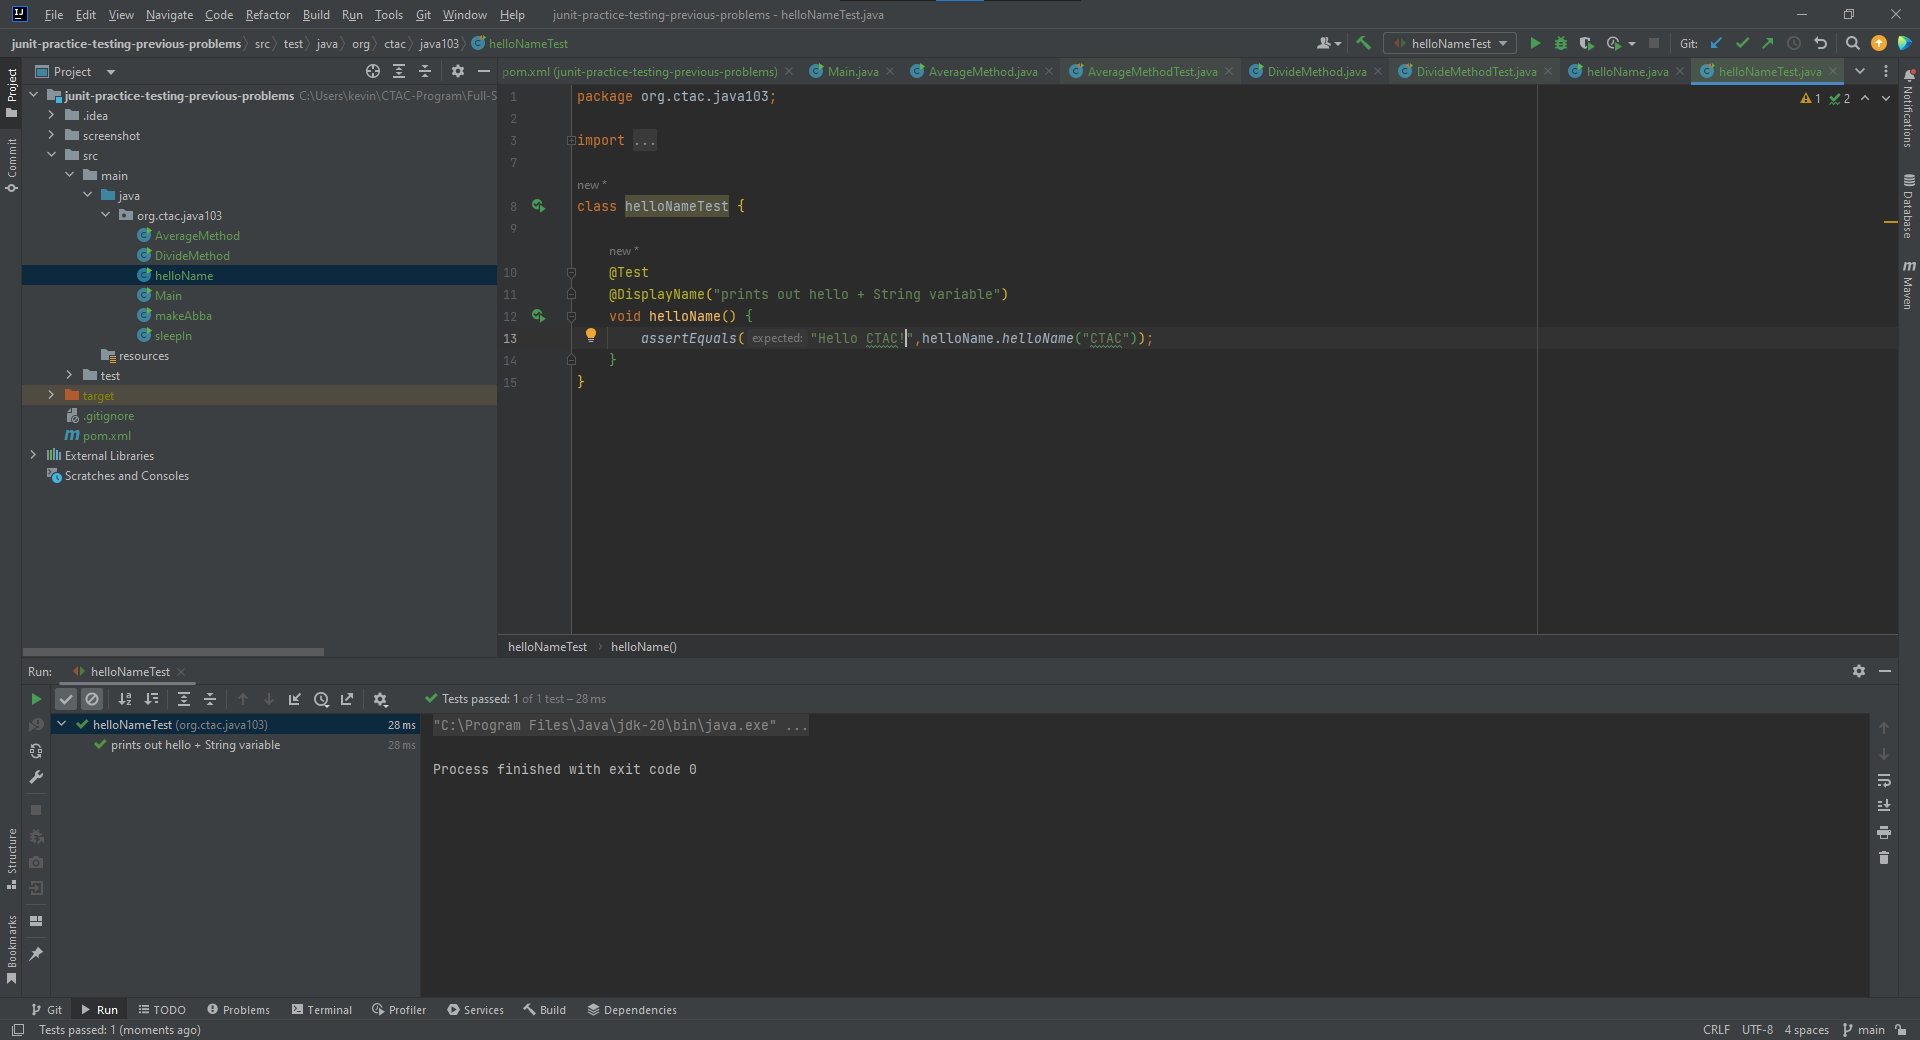 File Edit View Navigate Code Refactor Build Run Tools Git Window Help junit-practice-testing-previous-problems - helloNameTest.java
junit-practice-testing-previous-problems src test java org ctac java103 helloNameTest
helloNameTest Git:
Project
pom.xml (junit-practice-testing-previous-problems) Main.java AverageMethod.java AverageMethodTest.java DivideMethod.java DivideMethodTest.java helloName.java helloNameTest.java
junit-practice-testing-previous-problems C:\Users\kevin\CTAC-Program\Full-S
.idea
screenshot
src
main
java
org.ctac.java103
AverageMethod
DivideMethod
helloName
Main
makeAbba
sleepIn
resources
test
target
.gitignore
pom.xml
External Libraries
Scratches and Consoles
Project
Commit
Structure
Bookmarks
1 package org.ctac.java103;
2
3 import ...
7
new *
8 class helloNameTest {
9
new *
10 @Test
11 @DisplayName("prints out hello + String variable")
12 void helloName() {
13 assertEquals( expected: "Hello CTAC!",helloName.helloName("CTAC"));
14 }
15 }
1 2
Notifications
Database
m Maven
helloNameTest helloName()
Run: helloNameTest
Tests passed: 1 of 1 test – 28 ms
helloNameTest (org.ctac.java103) 28 ms
prints out hello + String variable 28 ms
"C:\Program Files\Java\jdk-20\bin\java.exe" ...
Process finished with exit code 0
Git Run TODO Problems Terminal Profiler Services Build Dependencies
Tests passed: 1 (moments ago)
CRLF UTF-8 4 spaces main